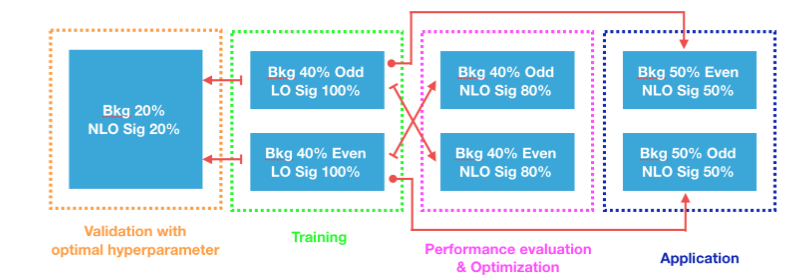 Bkg 20%
NLO Sig 20%
Bkg 40% Odd
LO Sig 100%
Bkg 40% Even
LO Sig 100%
Bkg 40% Odd
NLO Sig 80%
Bkg 40% Even
NLO Sig 80%
Bkg 50% Even
NLO Sig 50%
Bkg 50% Odd
NLO Sig 50%
Validation with
optimal hyperparameter
Training
Performance evaluation
& Optimization
Application